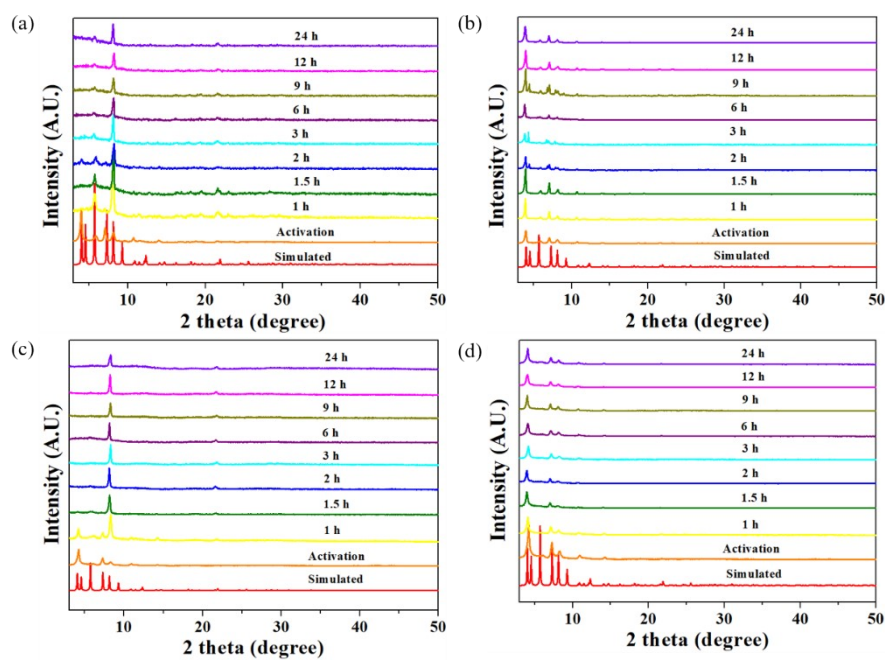 (a)
24 h
12 h
9 h
6 h
3 h
2 h
1.5 h
1 h
Activation
Simulated
Intensity (A.U.)
10 20 30 40 50
2 theta (degree)
(b)
24 h
12 h
9 h
6 h
3 h
2 h
1.5 h
1 h
Activation
Simulated
Intensity (A.U.)
10 20 30 40 50
2 theta (degree)
(c)
24 h
12 h
9 h
6 h
3 h
2 h
1.5 h
1 h
Activation
Simulated
Intensity (A.U.)
10 20 30 40 50
2 theta (degree)
(d)
24 h
12 h
9 h
6 h
3 h
2 h
1.5 h
1 h
Activation
Simulated
Intensity (A.U.)
10 20 30 40 50
2 theta (degree)